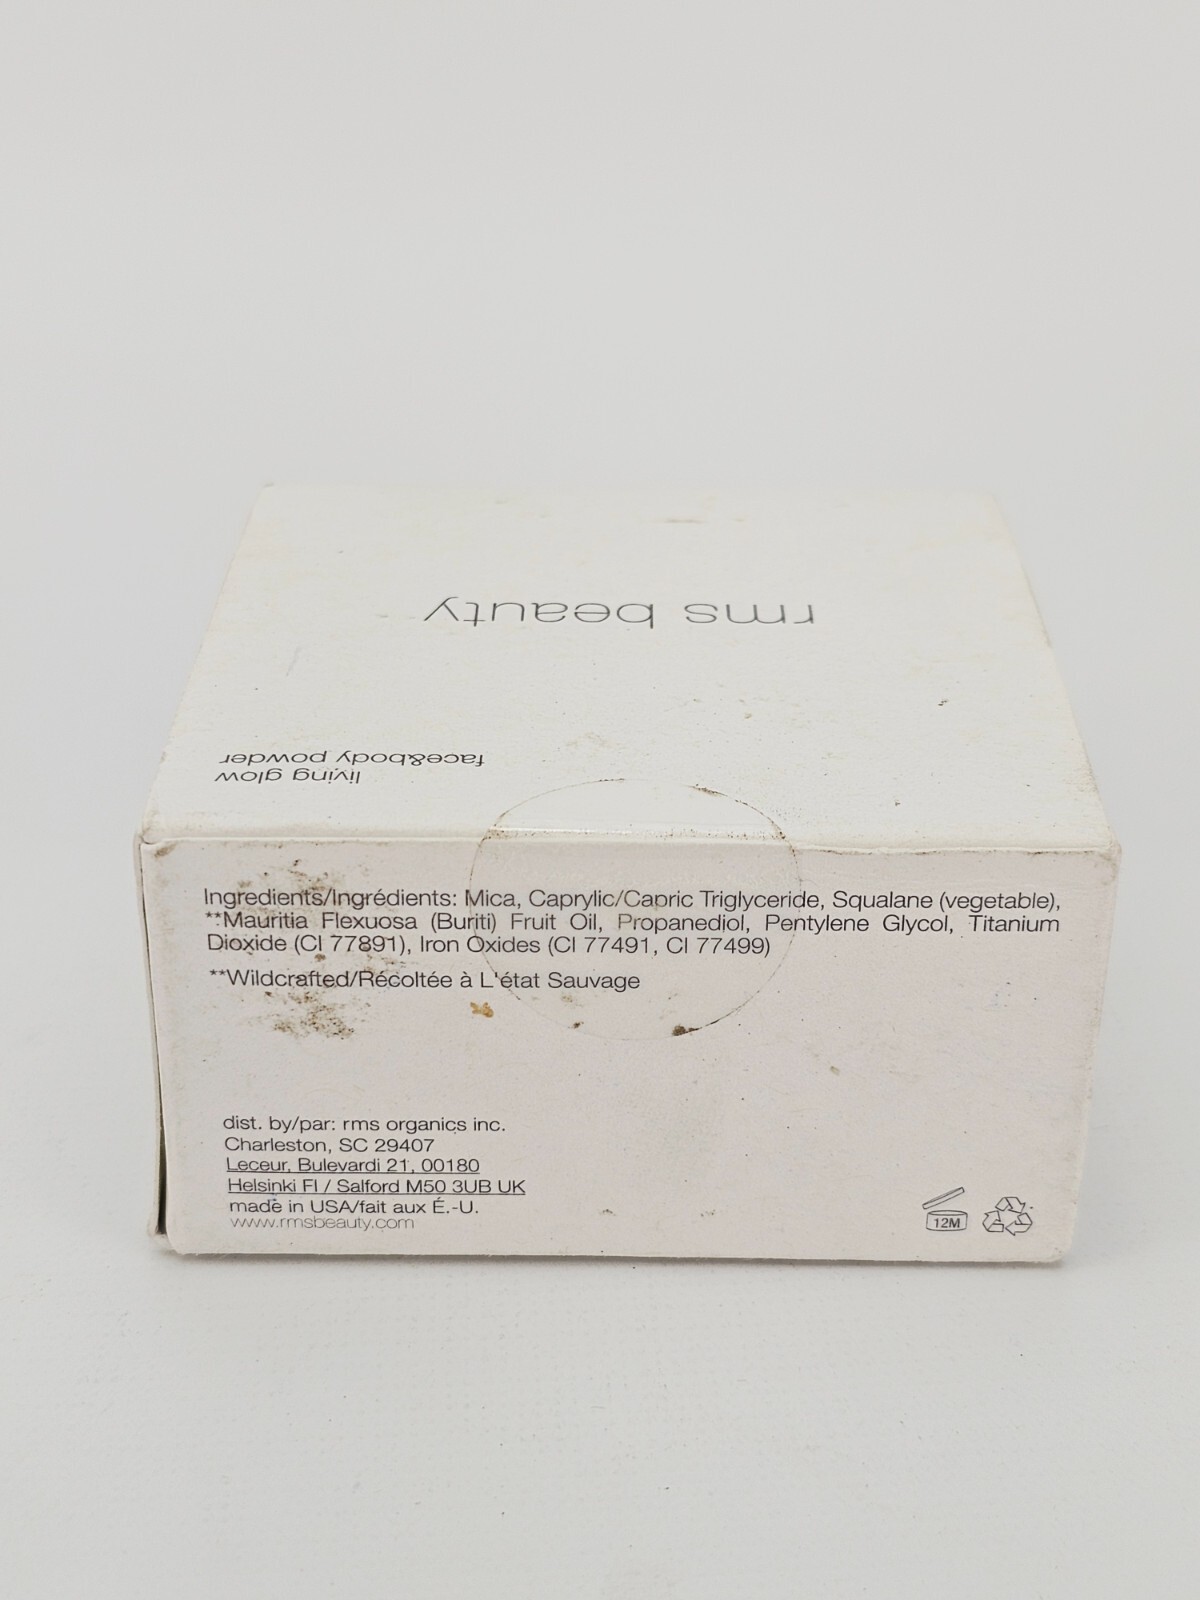 rms beauty
living glow
face&body powder
Ingredients/Ingrédients: Mica, Caprylic/Capric Triglyceride, Squalane (vegetable),
**Mauritia Flexuosa (Buriti) Fruit Oil, Propanediol, Pentylene Glycol, Titanium
Dioxide (CI 77891), Iron Oxides (CI 77491, CI 77499)
**Wildcrafted/Récoltée à L'état Sauvage
dist. by/par: rms organics inc.
Charleston, SC 29407
Leceur, Bulevardi 21, 00180
Helsinki FI / Salford M50 3UB UK
made in USA/fait aux É.-U.
www.rmsbeauty.com
12M